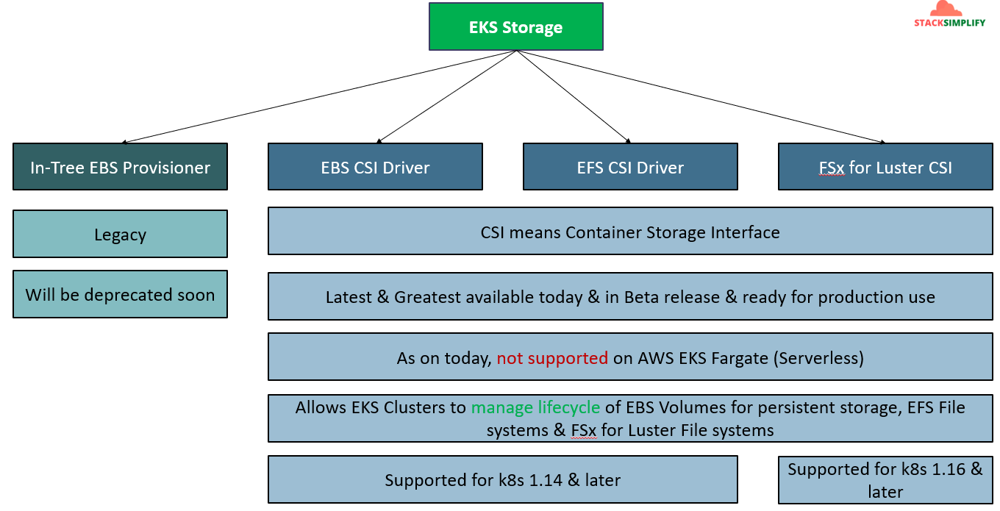 EKS Storage
STACKSIMPLIFY
In-Tree EBS Provisioner
EBS CSI Driver
EFS CSI Driver
FSx for Luster CSI
Legacy
CSI means Container Storage Interface
Will be deprecated soon
Latest & Greatest available today & in Beta release & ready for production use
As on today, not supported on AWS EKS Fargate (Serverless)
Allows EKS Clusters to manage lifecycle of EBS Volumes for persistent storage, EFS File
systems & FSx for Luster File systems
Supported for k8s 1.14 & later
Supported for k8s 1.16 &
later